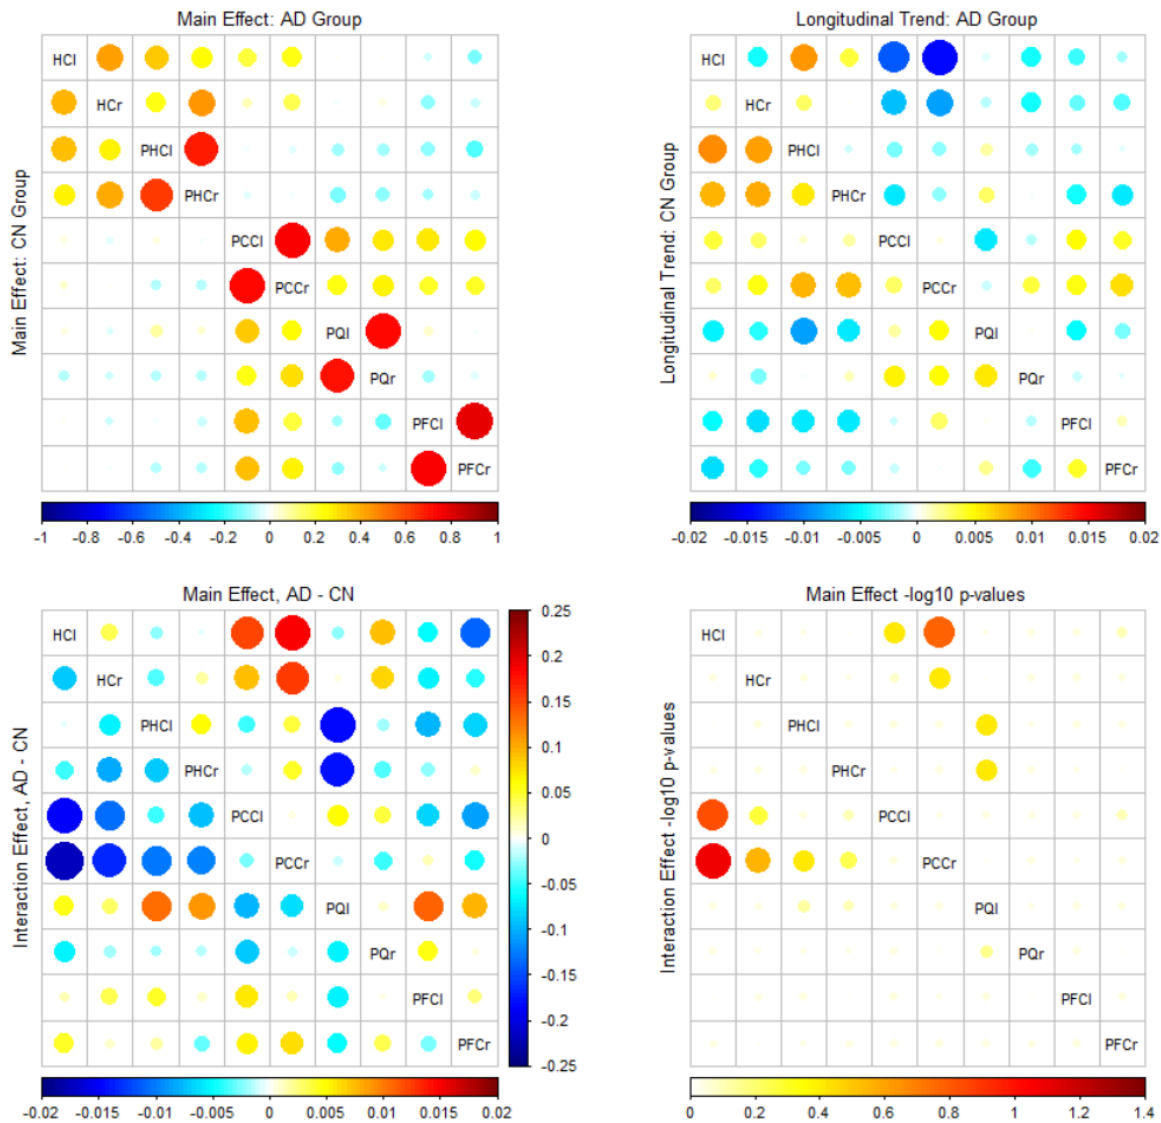 Main Effect: AD Group
Main Effect: CN Group
HCl
HCr
PHCl
PHCr
PCCl
PCCr
PQl
PQr
PFCl
PFCr
-1 -0.8 -0.6 -0.4 -0.2 0 0.2 0.4 0.6 0.8 1
Longitudinal Trend: AD Group
Longitudinal Trend: CN Group
HCl
HCr
PHCl
PHCr
PCCl
PCCr
PQl
PQr
PFCl
PFCr
-0.02 -0.015 -0.01 -0.005 0 0.005 0.01 0.015 0.02
Main Effect, AD - CN
Interaction Effect, AD - CN
HCl
HCr
PHCl
PHCr
PCCl
PCCr
PQl
PQr
PFCl
PFCr
0.25
0.2
0.15
0.1
0.05
0
-0.05
-0.1
-0.15
-0.2
-0.25
-0.02 -0.015 -0.01 -0.005 0 0.005 0.01 0.015 0.02
Main Effect -log10 p-values
Interaction Effect -log10 p-values
HCl
HCr
PHCl
PHCr
PCCl
PCCr
PQl
PQr
PFCl
PFCr
0 0.2 0.4 0.6 0.8 1 1.2 1.4